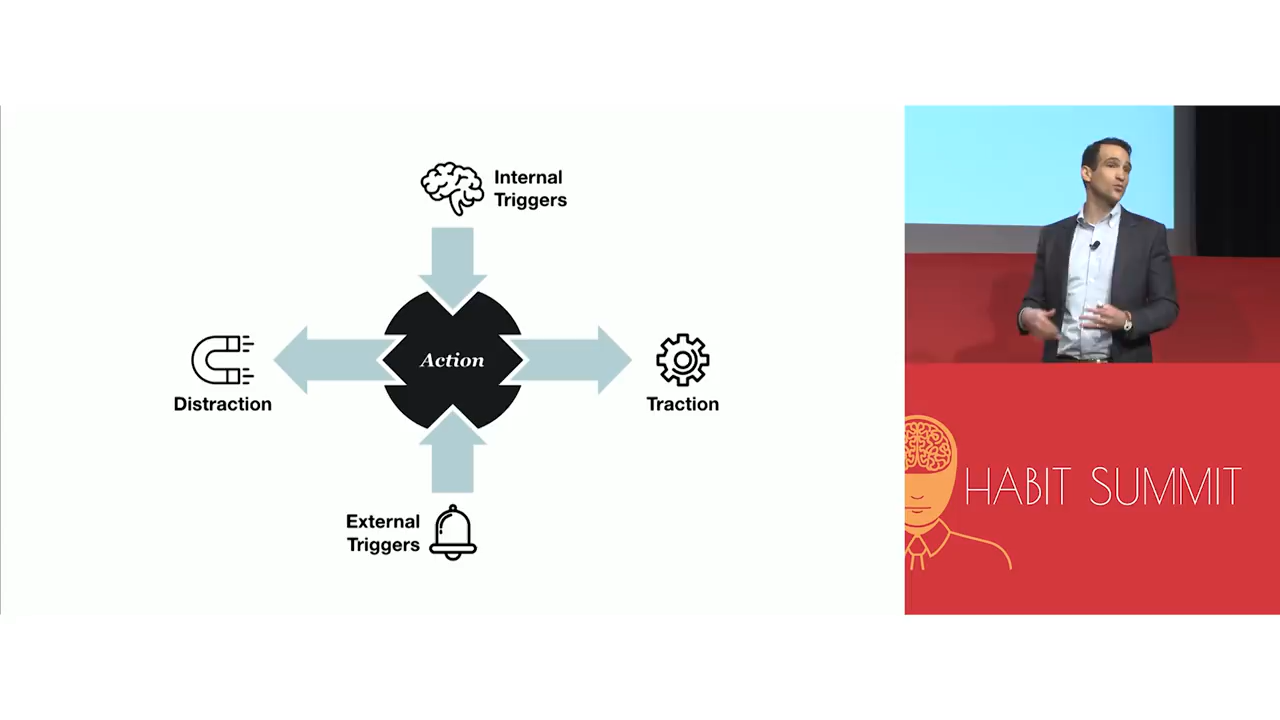 Internal
Triggers
Action
Distraction
Traction
External
Triggers
HABIT SUMMIT